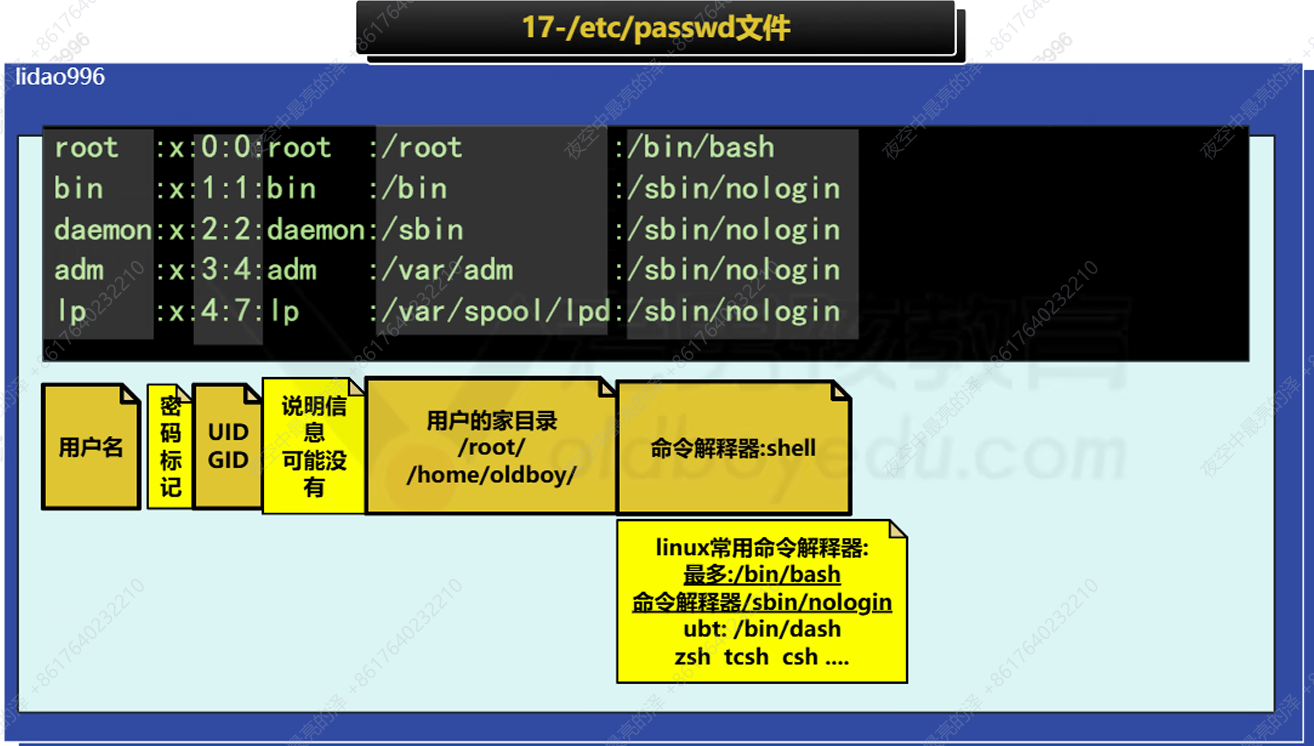 17-/etc/passwd文件
lidao996
root :x:0:0:root :/root :/bin/bash
bin :x:1:1:bin :/bin :/sbin/nologin
daemon:x:2:2:daemon:/sbin :/sbin/nologin
adm :x:3:4:adm :/var/adm :/sbin/nologin
lp :x:4:7:lp :/var/spool/lpd:/sbin/nologin
用户名
密
码
标
记
UID
GID
说明信
息
可能没
有
用户的家目录
/root/
/home/oldboy/
命令解释器:shell
linux常用命令解释器:
最多:/bin/bash
命令解释器/sbin/nologin
ubt: /bin/dash
zsh tcsh csh ....
oldboyedu.com
夜空中最亮的泽 +8617640232210